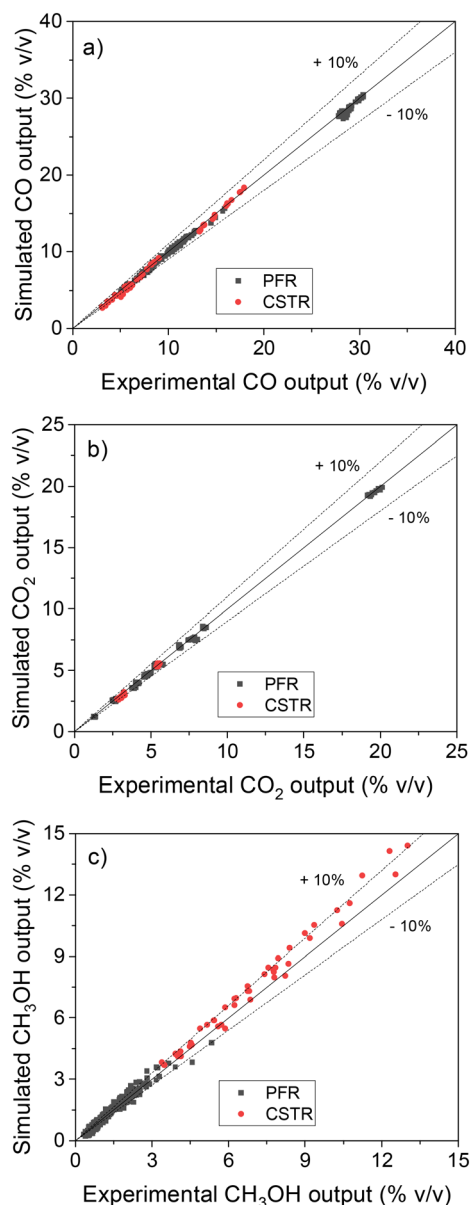 40
a)
+ 10%
30
- 10%
20
10
PFR
CSTR
0
0
10
20
30
40
Simulated CO output (% v/v)
Experimental CO output (% v/v)
25
b)
+ 10%
20
- 10%
15
10
5
PFR
CSTR
0
0
5
10
15
20
25
Simulated CO₂ output (% v/v)
Experimental CO₂ output (% v/v)
15
c)
+ 10%
12
- 10%
9
6
3
PFR
CSTR
0
0
3
6
9
12
15
Simulated CH₃OH output (% v/v)
Experimental CH₃OH output (% v/v)